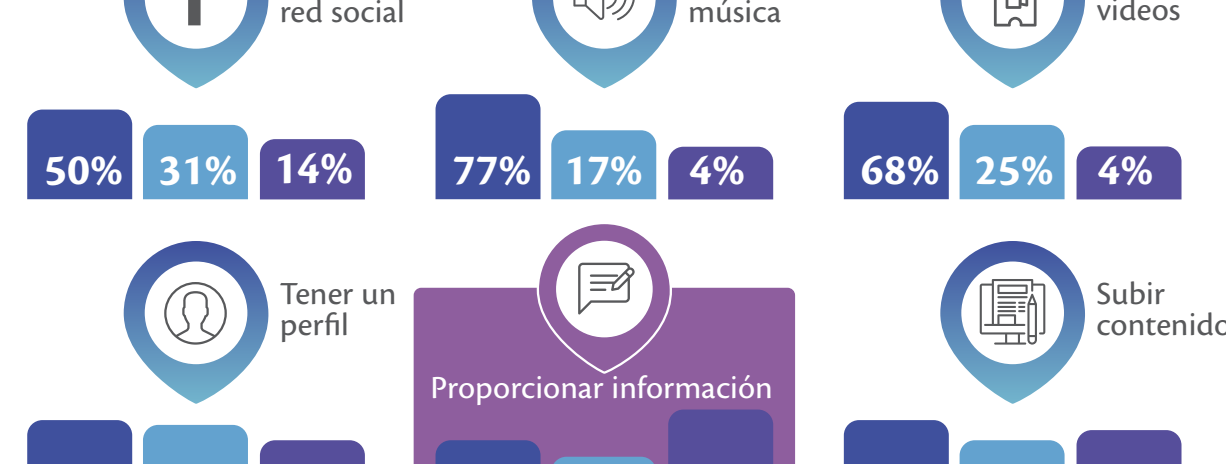 red social
música
videos
50% 31% 14%
77% 17% 4%
68% 25% 4%
Tener un
perfil
Proporcionar información
Subir
contenido